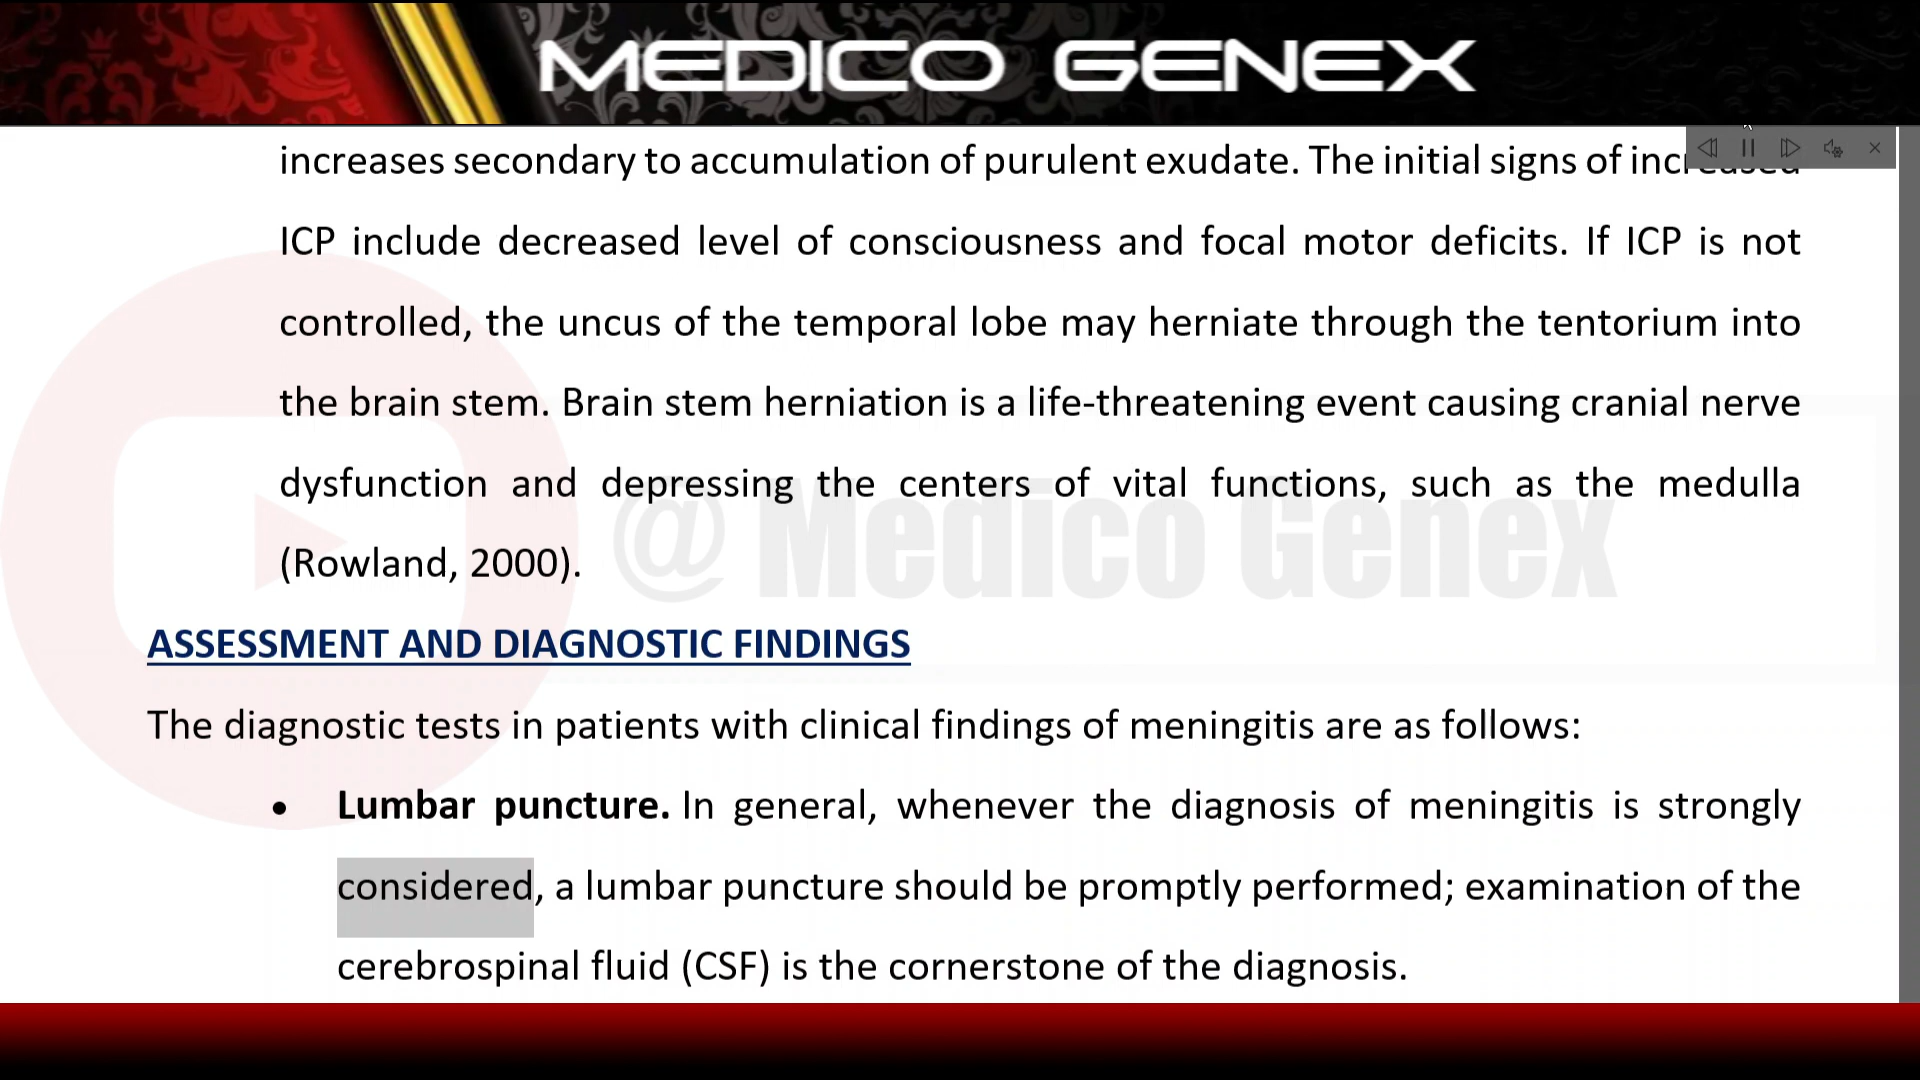 MEDICO GENEX
increases secondary to accumulation of purulent exudate. The initial signs of increased
ICP include decreased level of consciousness and focal motor deficits. If ICP is not
controlled, the uncus of the temporal lobe may herniate through the tentorium into
the brain stem. Brain stem herniation is a life-threatening event causing cranial nerve
dysfunction and depressing the centers of vital functions, such as the medulla
(Rowland, 2000).
@ Medico Genex
ASSESSMENT AND DIAGNOSTIC FINDINGS
The diagnostic tests in patients with clinical findings of meningitis are as follows:
• Lumbar puncture. In general, whenever the diagnosis of meningitis is strongly
considered, a lumbar puncture should be promptly performed; examination of the
cerebrospinal fluid (CSF) is the cornerstone of the diagnosis.